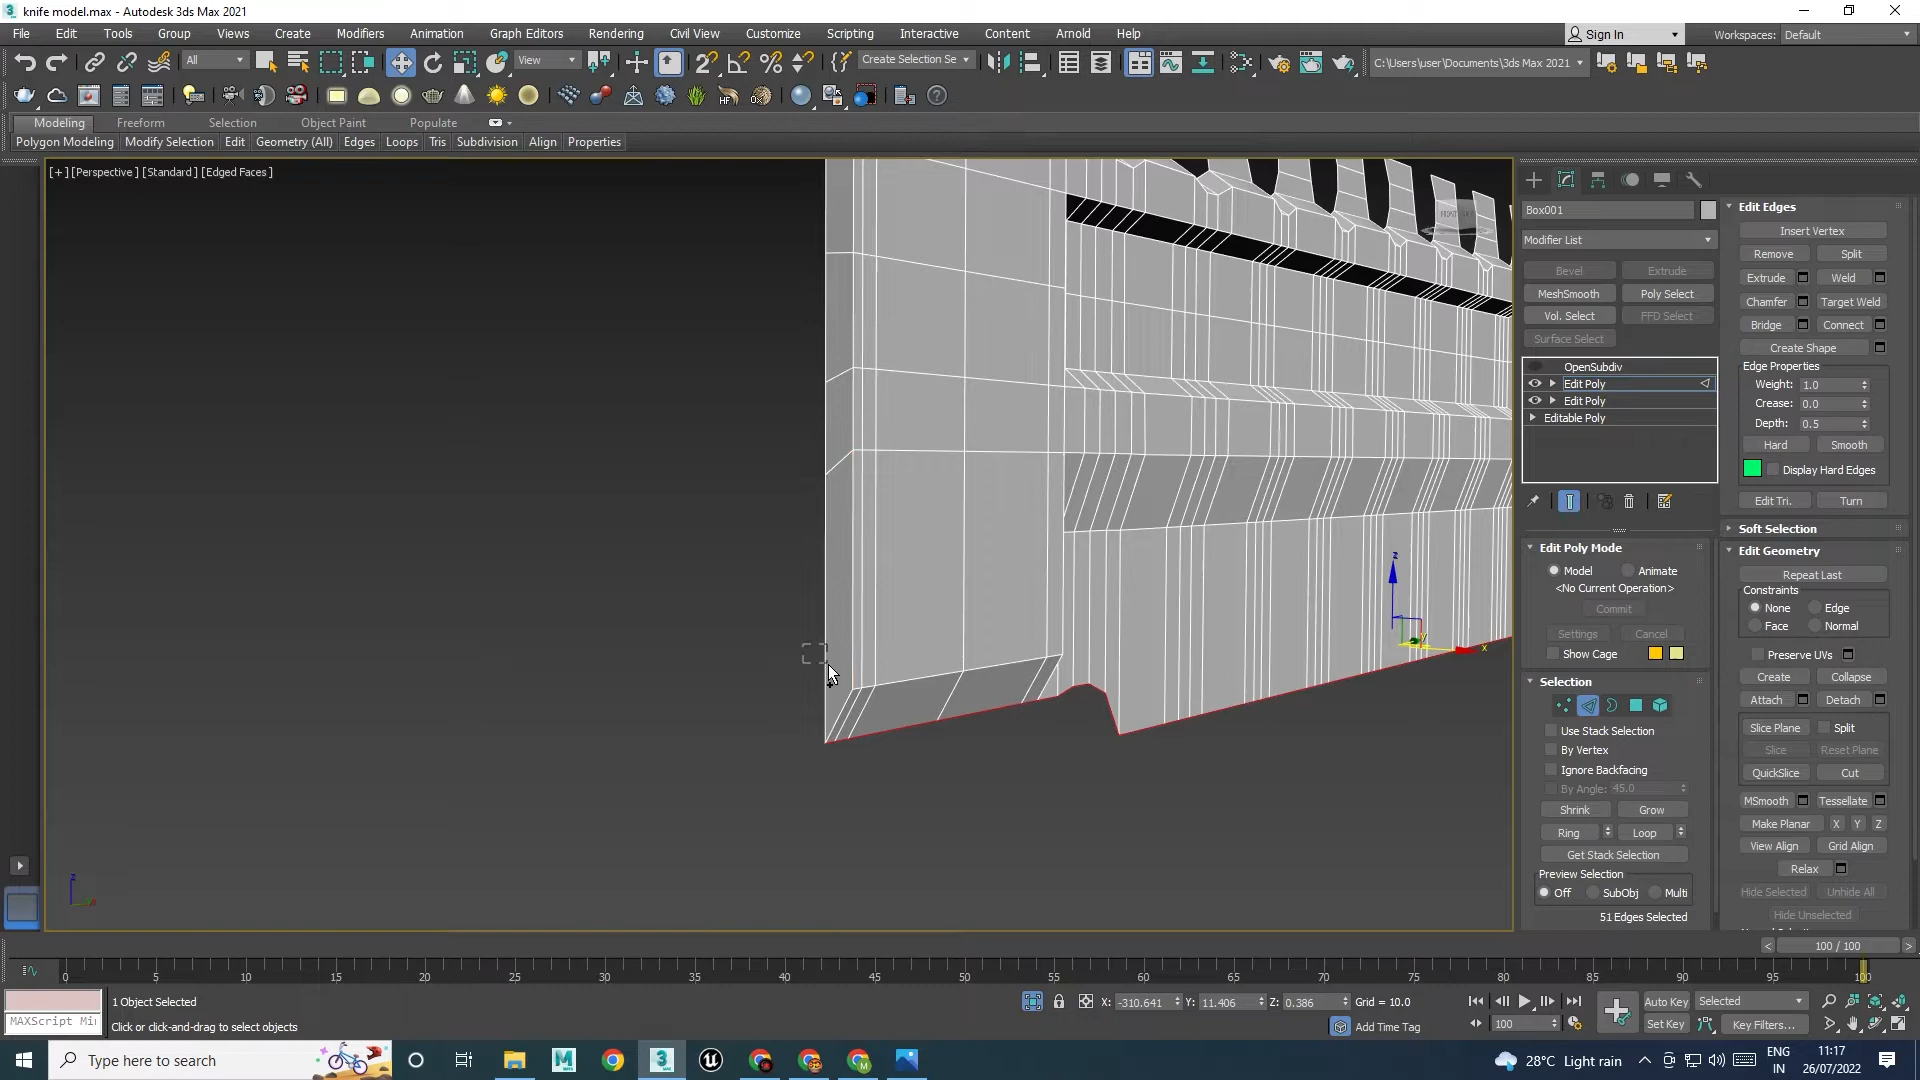 knife model.max - Autodesk 3ds Max 2021
File Edit Tools Group Views Create Modifiers Animation Graph Editors Rendering Civil View Customize Scripting Interactive Content Arnold Help
Sign In Workspaces: Default
All View Create Selection Se C:\Users\user\Documents\3ds Max 2021
Modeling Freeform Selection Object Paint Populate
Polygon Modeling Modify Selection Edit Geometry (All) Edges Loops Tris Subdivision Align Properties
[+] [Perspective] [Standard] [Edged Faces]
Box001
Modifier List
Bevel Extrude
MeshSmooth Poly Select
Vol. Select FFD Select
Surface Select
OpenSubdiv
Edit Poly
Edit Poly
Editable Poly
Edit Poly Mode
Model Animate
<No Current Operation>
Commit
Settings Cancel
Show Cage
Selection
Use Stack Selection
By Vertex
Ignore Backfacing
By Angle: 45.0
Shrink Grow
Ring Loop
Get Stack Selection
Preview Selection
Off SubObj Multi
51 Edges Selected
Edit Edges
Insert Vertex
Remove Split
Extrude Weld
Chamfer Target Weld
Bridge Connect
Create Shape
Edge Properties
Weight: 1.0
Crease: 0.0
Depth: 0.5
Hard Smooth
Display Hard Edges
Edit Tri. Turn
Soft Selection
Edit Geometry
Repeat Last
Constraints
None Edge
Face Normal
Preserve UVs
Create Collapse
Attach Detach
Slice Plane Split
Slice Reset Plane
QuickSlice Cut
MSmooth Tessellate
Make Planar X Y Z
View Align Grid Align
Relax
Hide Selected Unhide All
Hide Unselected
z
y
x
z
100 / 100
0 5 10 15 20 25 30 35 40 45 50 55 60 65 70 75 80 85 90 95 100
1 Object Selected
X: -310.641 Y: 11.406 Z: 0.386 Grid = 10.0
Auto Key Selected
MAXScript Mi
Click or click-and-drag to select objects
Add Time Tag
100
Set Key Key Filters...
Type here to search
28°C Light rain
ENG
IN
11:17
26/07/2022